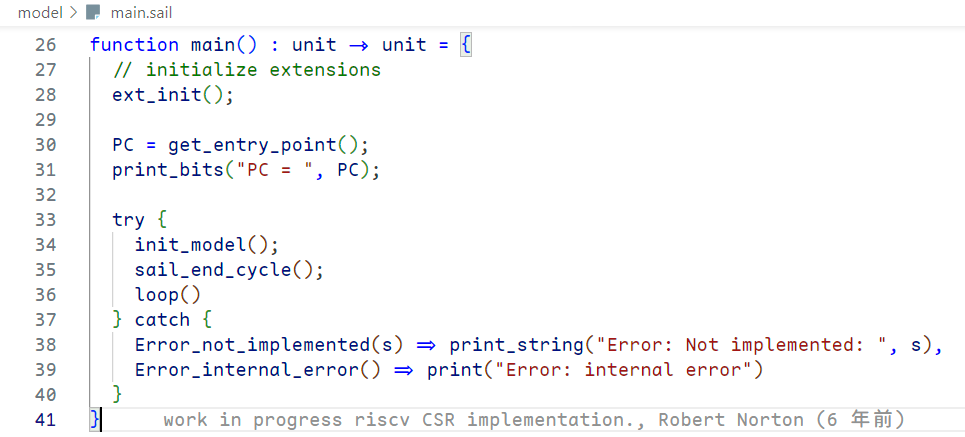 model > main.sail
26 function main() : unit -> unit = {
27 // initialize extensions
28 ext_init();
29
30 PC = get_entry_point();
31 print_bits("PC = ", PC);
32
33 try {
34 init_model();
35 sail_end_cycle();
36 loop()
37 } catch {
38 Error_not_implemented(s) => print_string("Error: Not implemented: ", s),
39 Error_internal_error() => print("Error: internal error")
40 }
41 } work in progress riscv CSR implementation., Robert Norton (6 年前)